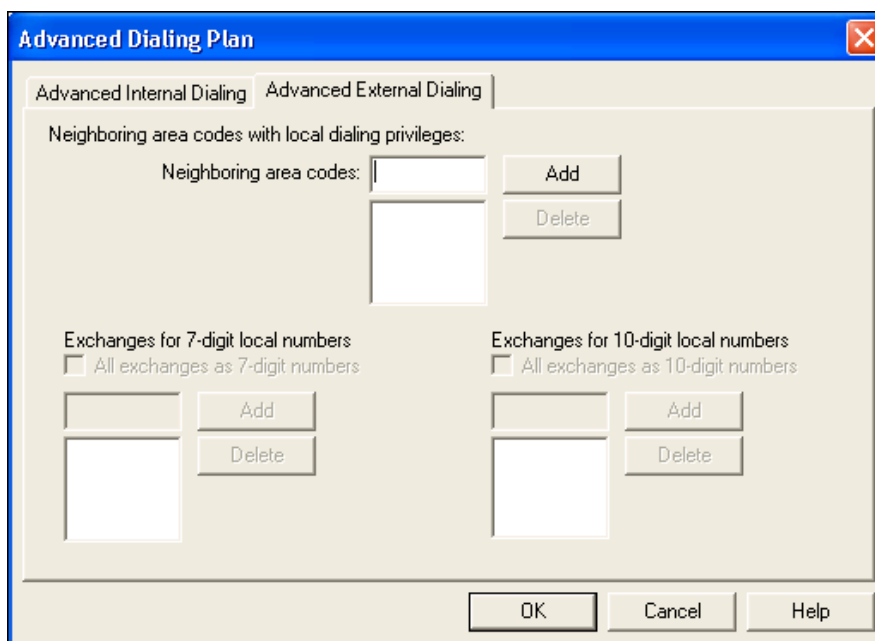 Advanced Dialing Plan
Advanced Internal Dialing
Advanced External Dialing
Neighboring area codes with local dialing privileges:
Neighboring area codes:
Add
Delete
Exchanges for 7-digit local numbers
All exchanges as 7-digit numbers
Add
Delete
Exchanges for 10-digit local numbers
All exchanges as 10-digit numbers
Add
Delete
OK
Cancel
Help